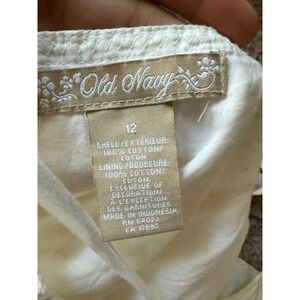 Old Navy
12
SHELL/EXTÉRIEUR:
100% COTTON/
COTON
LINING/DOUBLURE:
100% COTTON/
COTON
EXCLUSIVE OF
DECORATION/
A L'EXCEPTION
DES GARNITURES
MADE IN INDONESIA
RN 54023
CA 17897